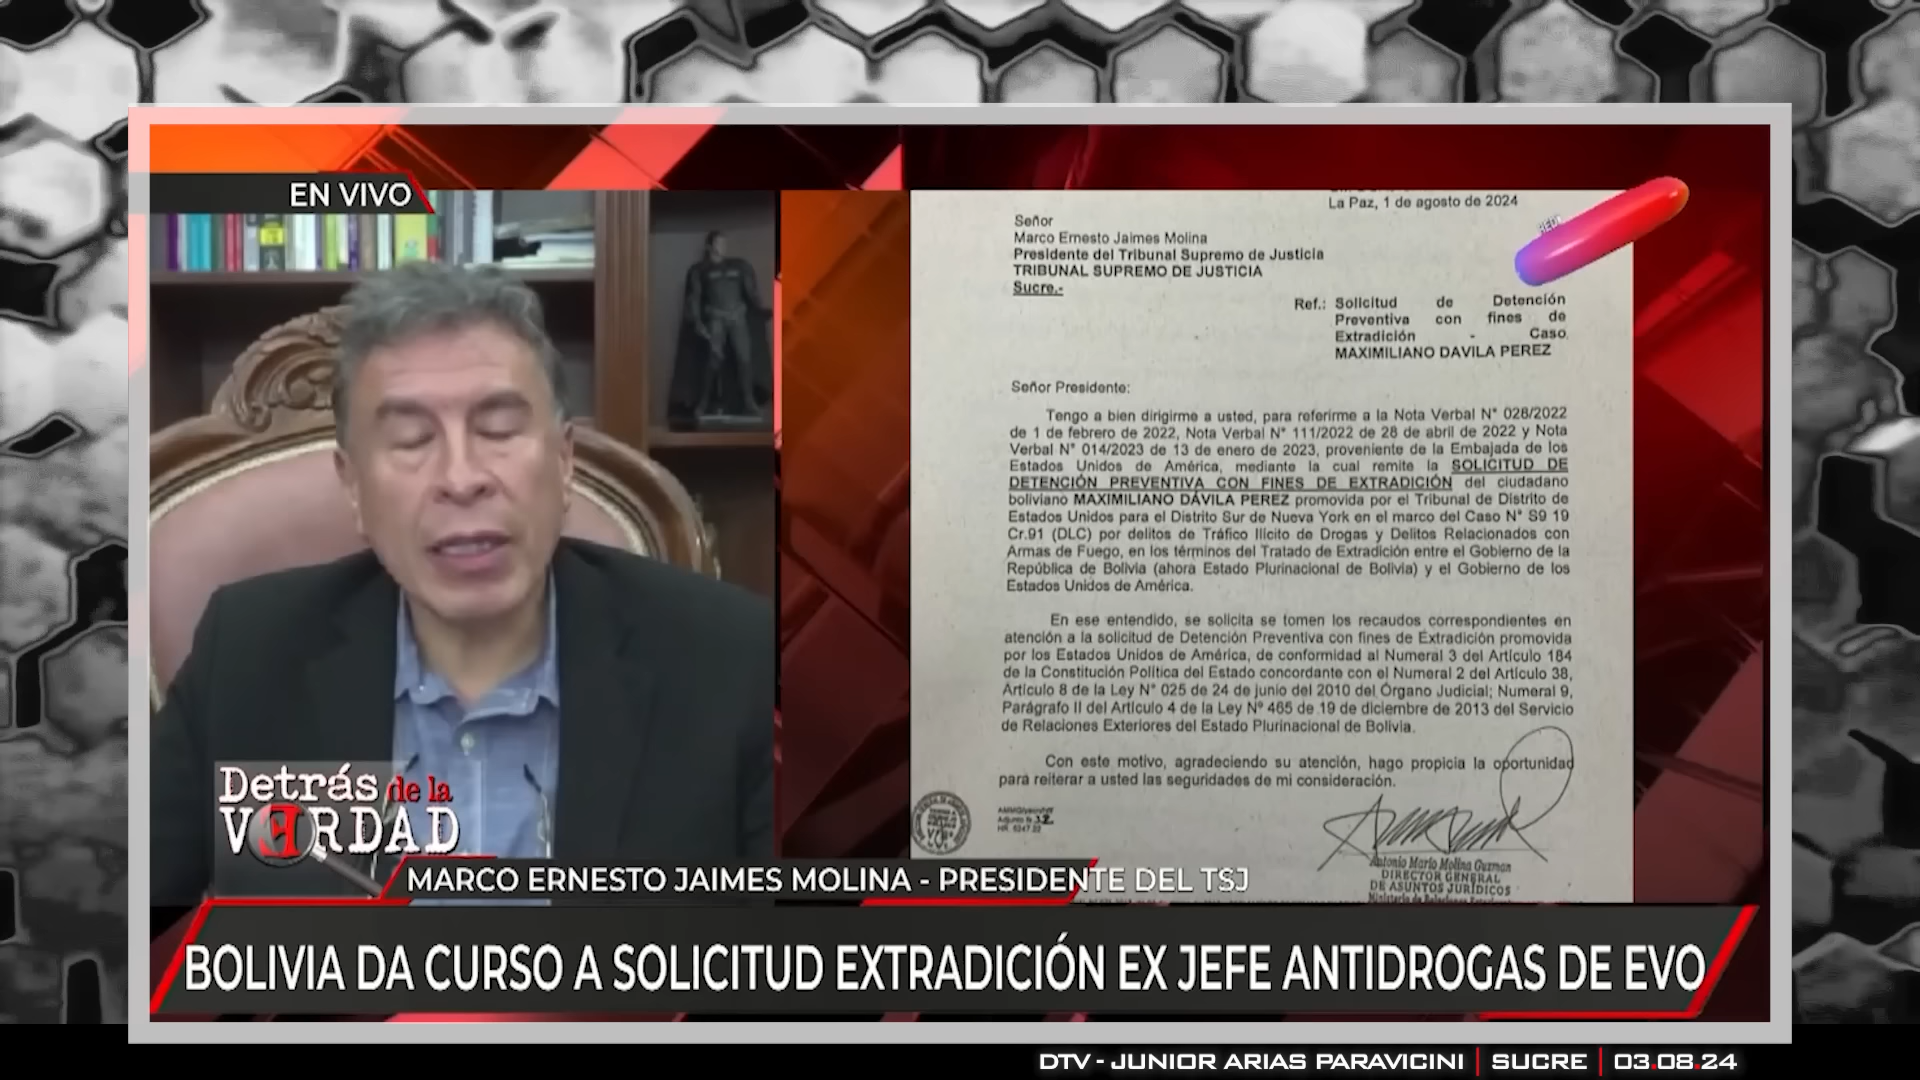 EN VIVO
La Paz, 1 de agosto de 2024
Señor
Marco Ernesto Jaimes Molina
Presidente del Tribunal Supremo de Justicia
TRIBUNAL SUPREMO DE JUSTICIA
Sucre.-
Ref.: Solicitud de Detención
Preventiva con fines de
Extradición - Caso
MAXIMILIANO DAVILA PEREZ
Señor Presidente:
Tengo a bien dirigirme a usted, para referirme a la Nota Verbal N° 028/2022
de 1 de febrero de 2022, Nota Verbal N° 111/2022 de 28 de abril de 2022 y Nota
Verbal N° 014/2023 de 13 de enero de 2023, proveniente de la Embajada de los
Estados Unidos de América, mediante la cual remite la SOLICITUD DE
DETENCIÓN PREVENTIVA CON FINES DE EXTRADICIÓN del ciudadano
boliviano MAXIMILIANO DÁVILA PEREZ promovida por el Tribunal de Distrito de
Estados Unidos para el Distrito Sur de Nueva York en el marco del Caso N° S9 19
Cr.91 (DLC) por delitos de Tráfico Ilícito de Drogas y Delitos Relacionados con
Armas de Fuego, en los términos del Tratado de Extradición entre el Gobierno de la
República de Bolivia (ahora Estado Plurinacional de Bolivia) y el Gobierno de los
Estados Unidos de América.
En ese entendido, se solicita se tomen los recaudos correspondientes en
atención a la solicitud de Detención Preventiva con fines de Extradición promovida
por los Estados Unidos de América, de conformidad al Numeral 3 del Artículo 184
de la Constitución Política del Estado concordante con el Numeral 2 del Artículo 38,
Artículo 8 de la Ley N° 025 de 24 de junio del 2010 del Órgano Judicial; Numeral 9,
Parágrafo II del Artículo 4 de la Ley N° 465 de 19 de diciembre de 2013 del Servicio
de Relaciones Exteriores del Estado Plurinacional de Bolivia.
Con este motivo, agradeciendo su atención, hago propicia la oportunidad
para reiterar a usted las seguridades de mi consideración.
Antonio Mario Molina Guzman
DIRECTOR GENERAL
DE ASUNTOS JURÍDICOS
Detrás de la
VERDAD
MARCO ERNESTO JAIMES MOLINA - PRESIDENTE DEL TSJ
BOLIVIA DA CURSO A SOLICITUD EXTRADICIÓN EX JEFE ANTIDROGAS DE EVO
DTV - JUNIOR ARIAS PARAVICINI | SUCRE | 03.08.24